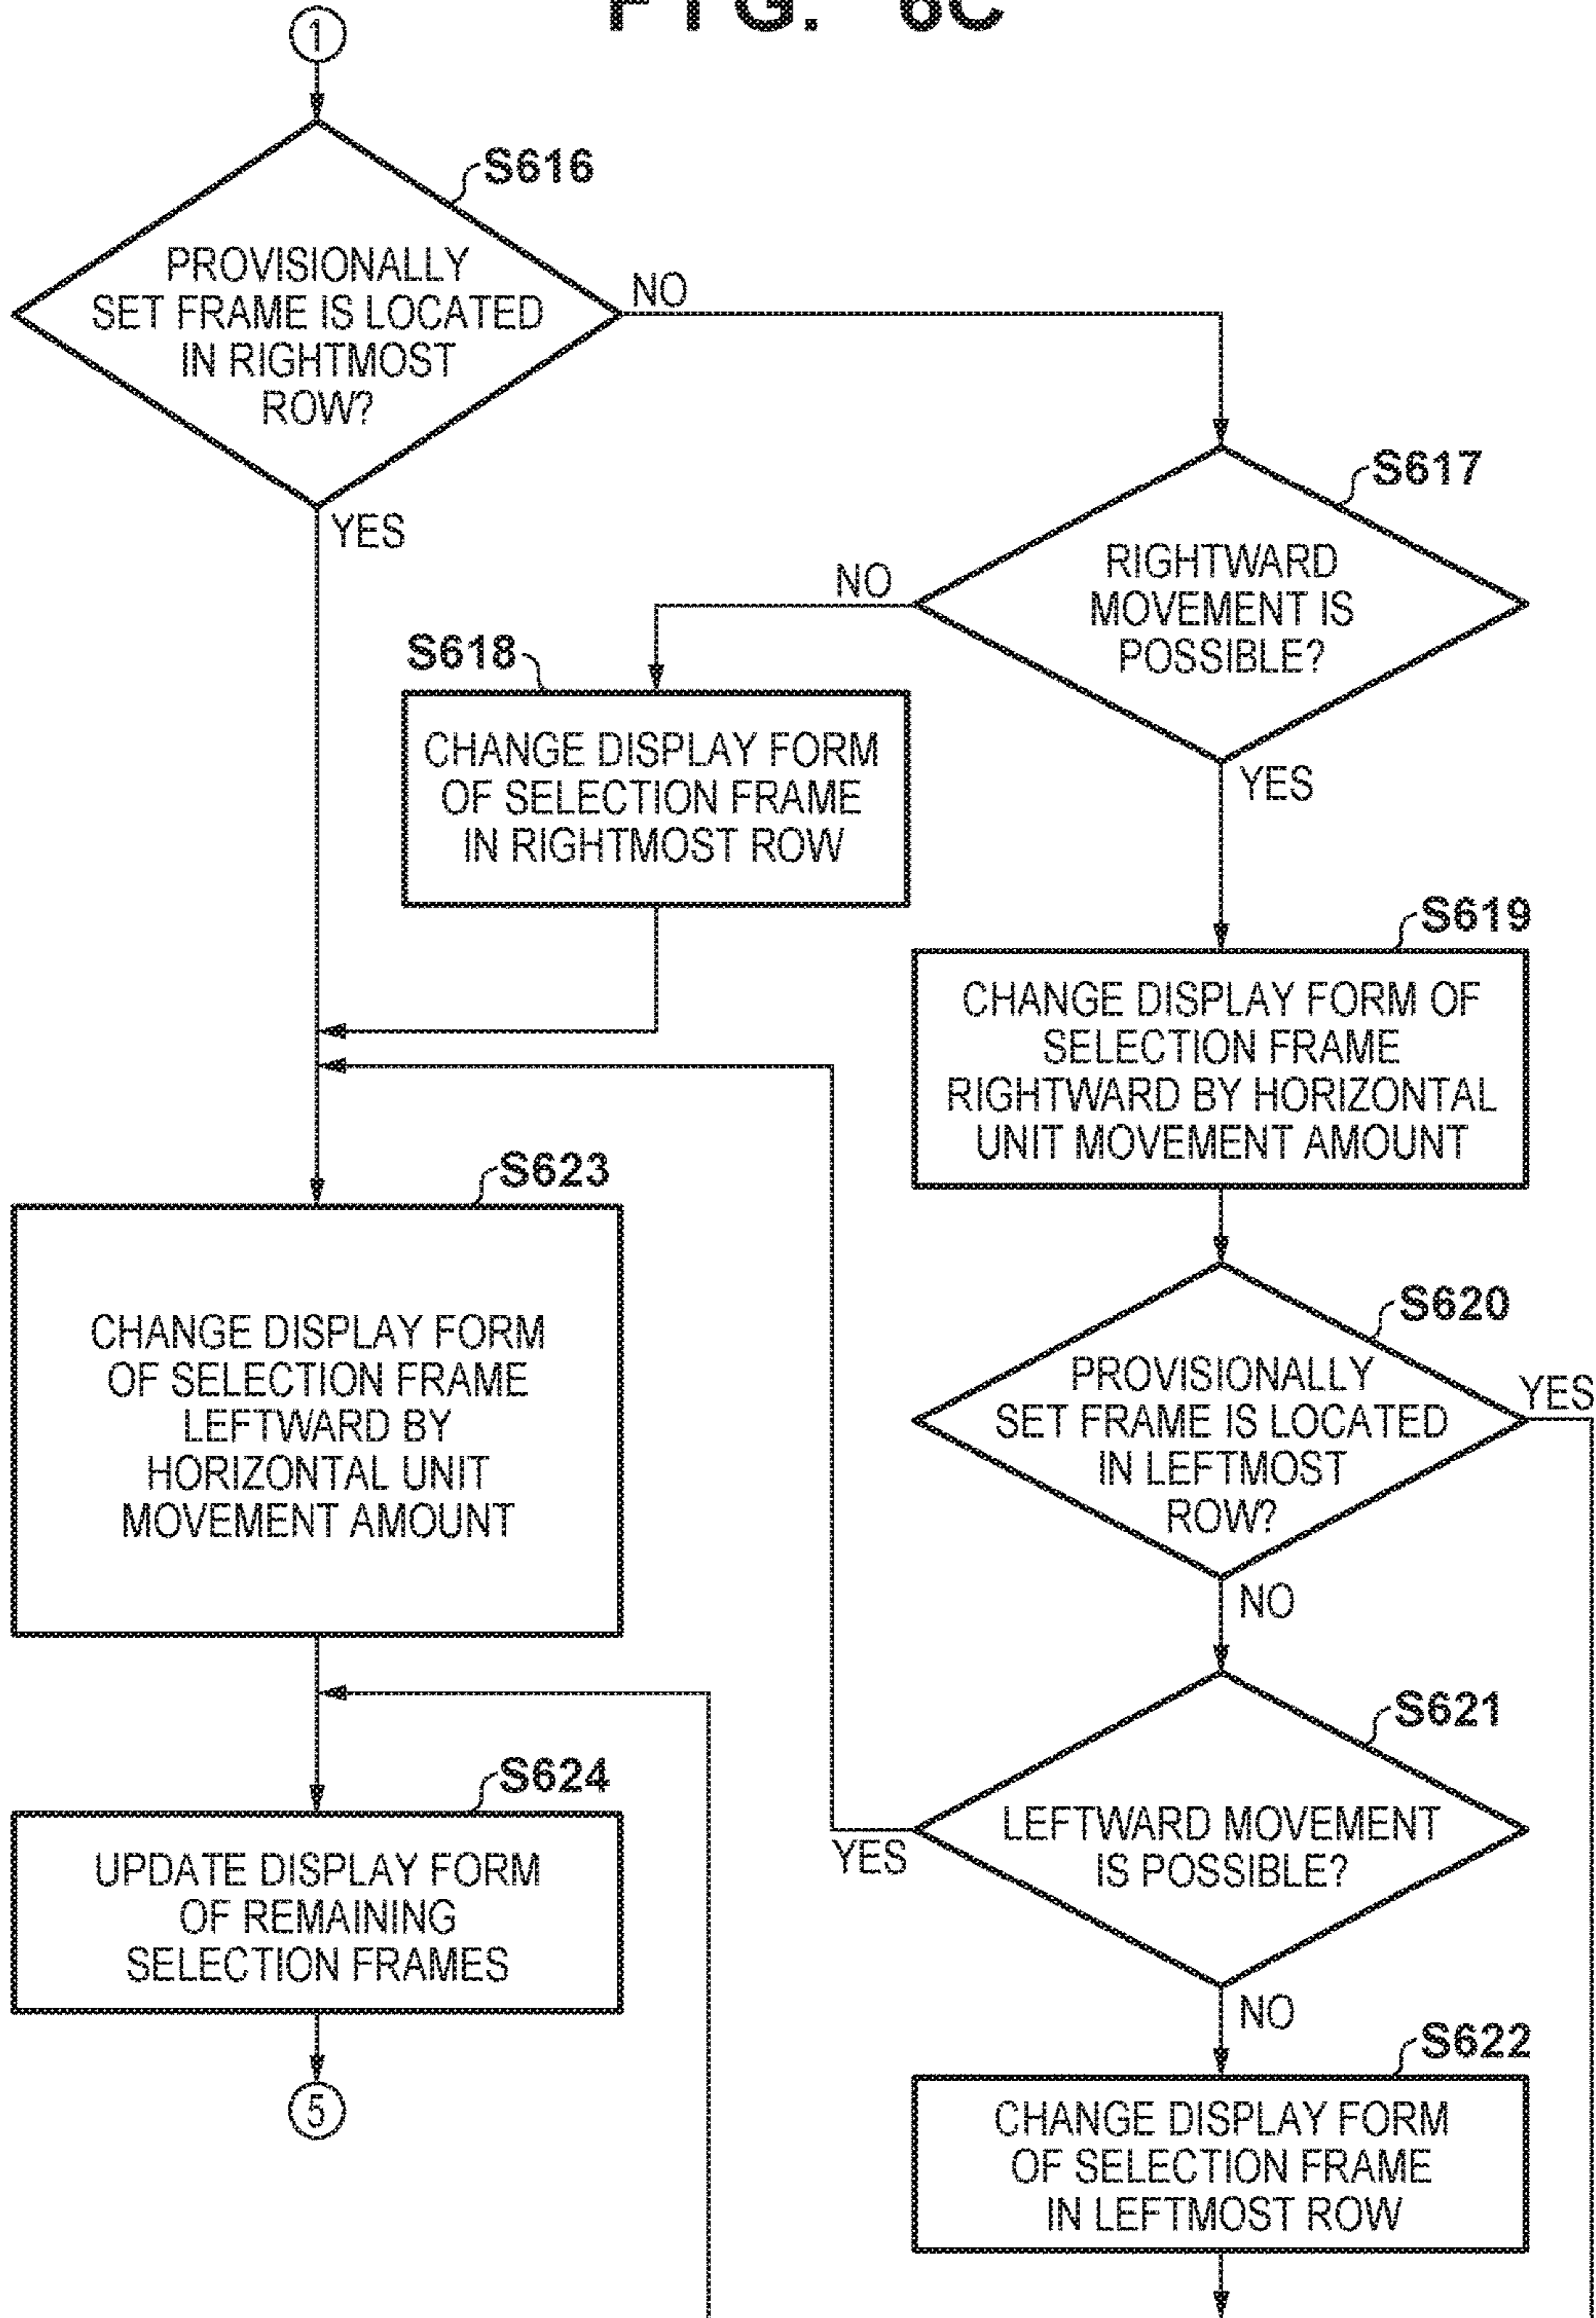 FIG. 6C
1
S616
PROVISIONALLY
SET FRAME IS LOCATED
IN RIGHTMOST
ROW?
NO
YES
S617
RIGHTWARD
MOVEMENT IS
POSSIBLE?
NO
YES
S618
CHANGE DISPLAY FORM
OF SELECTION FRAME
IN RIGHTMOST ROW
S619
CHANGE DISPLAY FORM OF
SELECTION FRAME
RIGHTWARD BY HORIZONTAL
UNIT MOVEMENT AMOUNT
S623
CHANGE DISPLAY FORM
OF SELECTION FRAME
LEFTWARD BY
HORIZONTAL UNIT
MOVEMENT AMOUNT
S620
PROVISIONALLY
SET FRAME IS LOCATED
IN LEFTMOST
ROW?
YES
NO
S621
LEFTWARD MOVEMENT
IS POSSIBLE?
YES
NO
S624
UPDATE DISPLAY FORM
OF REMAINING
SELECTION FRAMES
5
S622
CHANGE DISPLAY FORM
OF SELECTION FRAME
IN LEFTMOST ROW